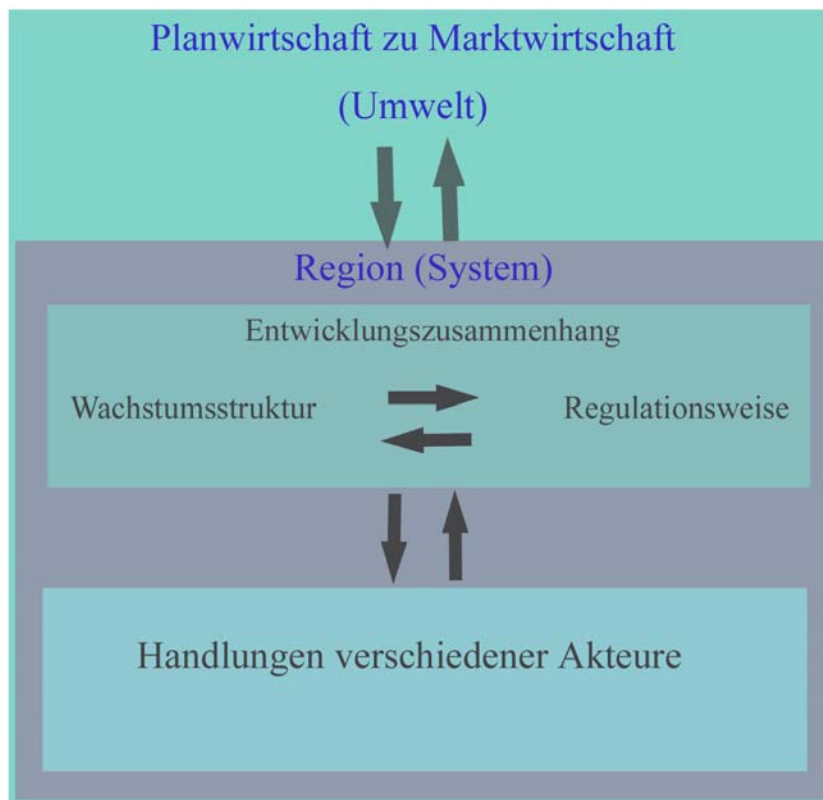 Planwirtschaft zu Marktwirtschaft
(Umwelt)
Region (System)
Entwicklungszusammenhang
Wachstumsstruktur
Regulationsweise
Handlungen verschiedener Akteure